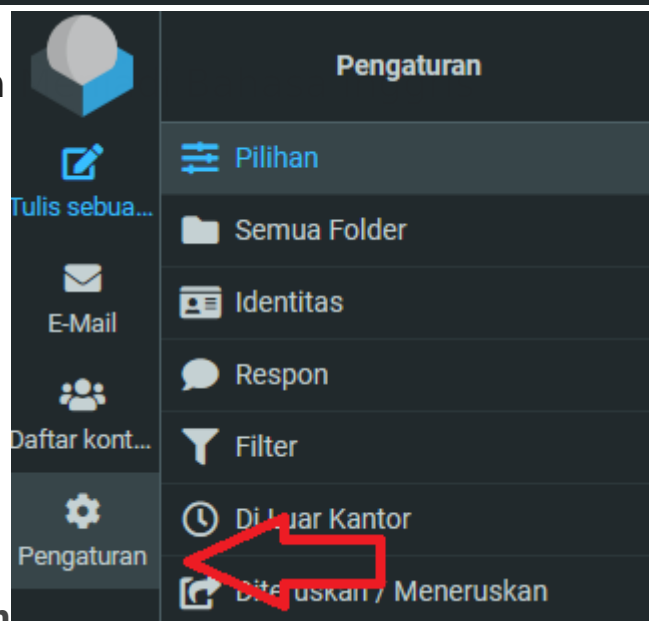 Pengaturan
Tulis sebua...
E-Mail
Daftar kont...
Pengaturan
Pilihan
Semua Folder
Identitas
Respon
Filter
Di Luar Kantor
Diteruskan / Meneruskan